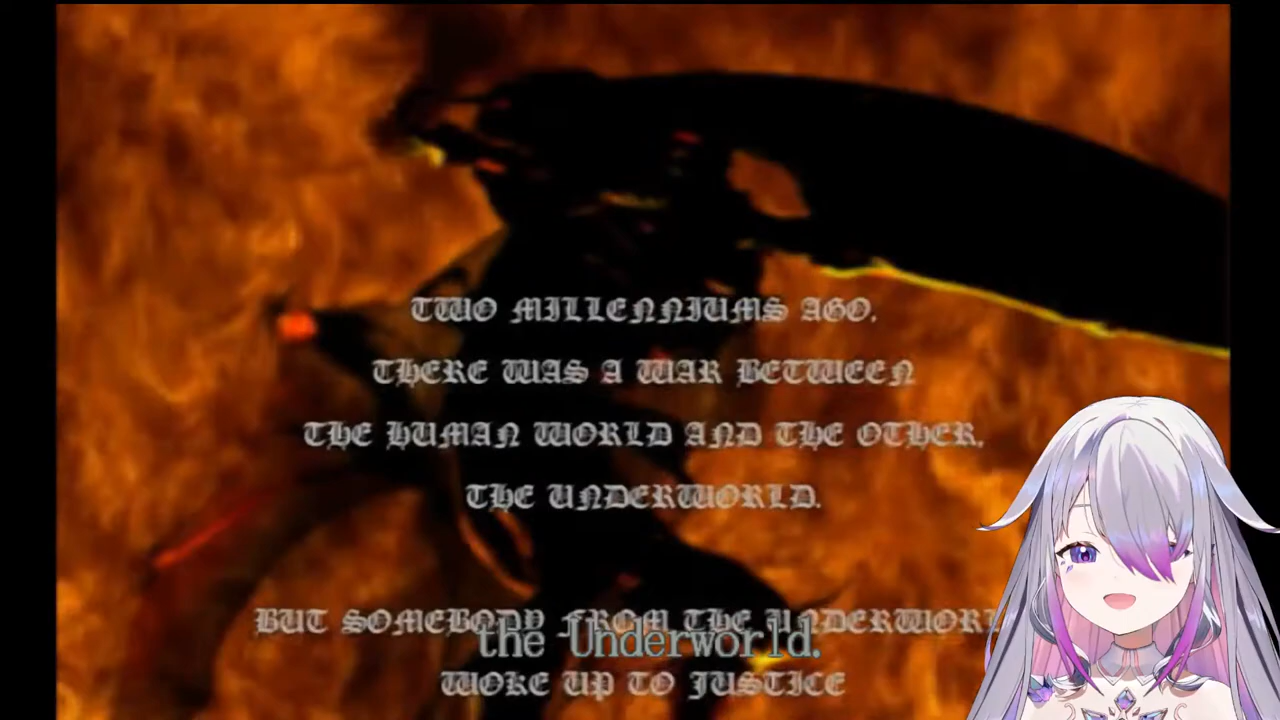 TWO MILLENNIUMS AGO,
THERE WAS A WAR BETWEEN
THE HUMAN WORLD AND THE OTHER,
THE UNDERWORLD.
BUT SOMEBODY FROM THE UNDERWORL
the Underworld.
WOKE UP TO JUSTICE